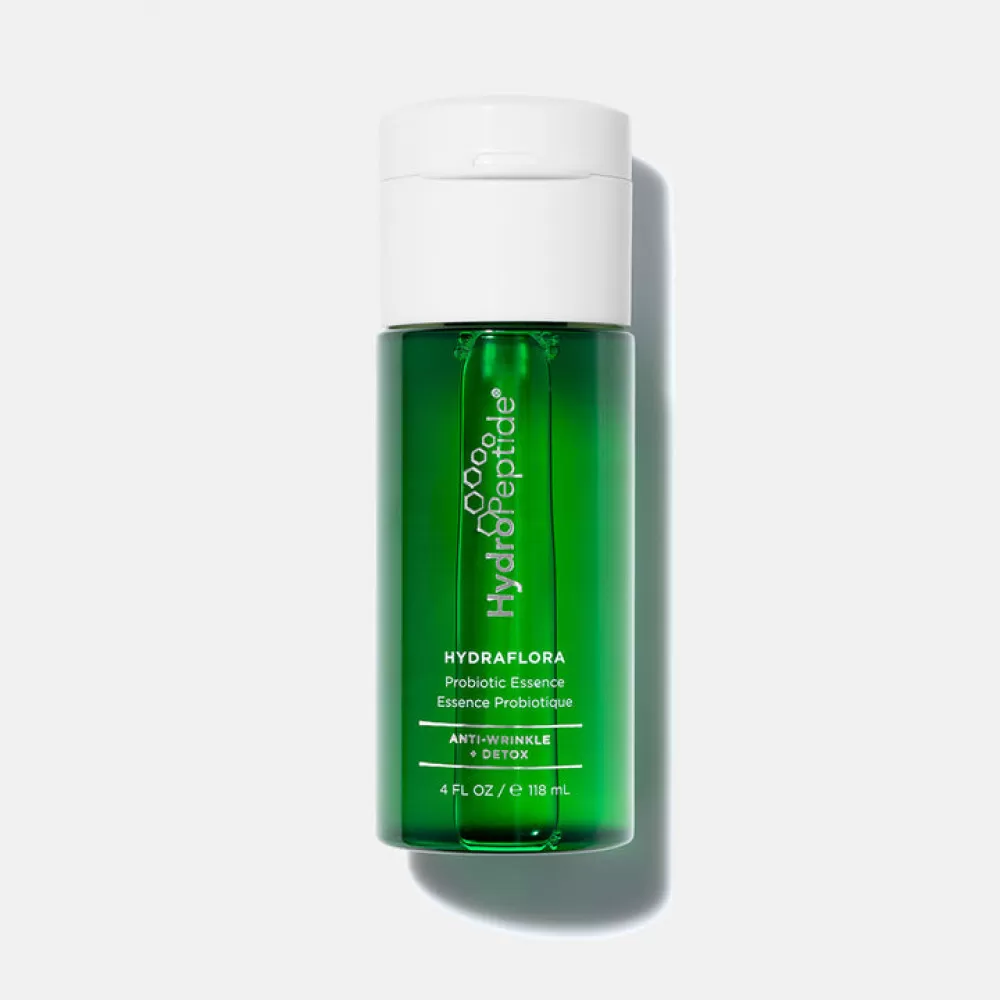 HydroPeptide®
HYDRAFLORA
Probiotic Essence
Essence Probiotique
ANTI-WRINKLE
+ DETOX
4 FL OZ / ℮ 118 mL